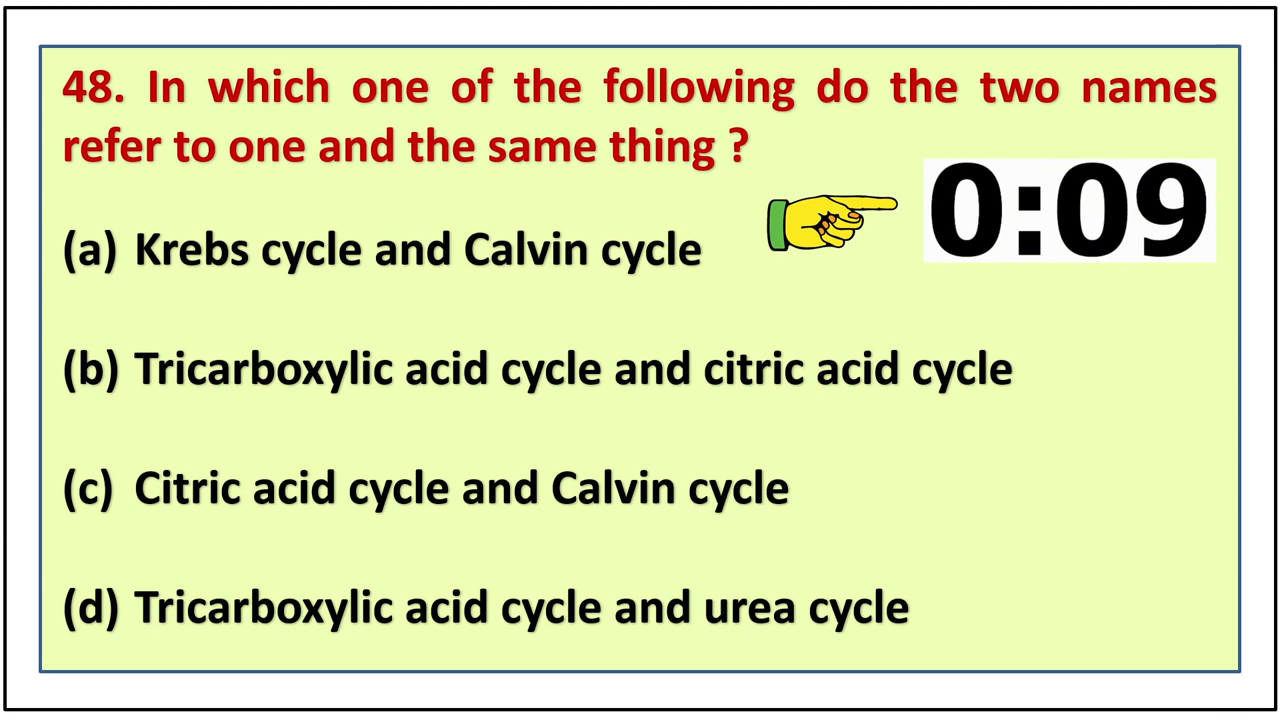 48. In which one of the following do the two names
refer to one and the same thing ?
0:09
(a) Krebs cycle and Calvin cycle
(b) Tricarboxylic acid cycle and citric acid cycle
(c) Citric acid cycle and Calvin cycle
(d) Tricarboxylic acid cycle and urea cycle